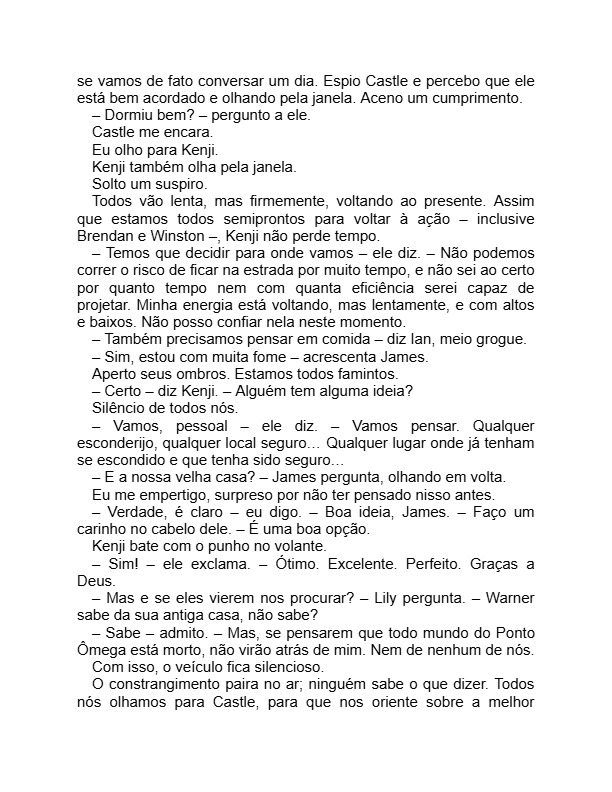 se vamos de fato conversar um dia. Espio Castle e percebo que ele
está bem acordado e olhando pela janela. Aceno um cumprimento.
– Dormiu bem? – pergunto a ele.
Castle me encara.
Eu olho para Kenji.
Kenji também olha pela janela.
Solto um suspiro.
Todos vão lenta, mas firmemente, voltando ao presente. Assim
que estamos todos semiprontos para voltar à ação – inclusive
Brendan e Winston –, Kenji não perde tempo.
– Temos que decidir para onde vamos – ele diz. – Não podemos
correr o risco de ficar na estrada por muito tempo, e não sei ao certo
por quanto tempo nem com quanta eficiência serei capaz de
projetar. Minha energia está voltando, mas lentamente, e com altos
e baixos. Não posso confiar nela neste momento.
– Também precisamos pensar em comida – diz Ian, meio grogue.
– Sim, estou com muita fome – acrescenta James.
Aperto seus ombros. Estamos todos famintos.
– Certo – diz Kenji. – Alguém tem alguma ideia?
Silêncio de todos nós.
– Vamos, pessoal – ele diz. – Vamos pensar. Qualquer
esconderijo, qualquer local seguro… Qualquer lugar onde já tenham
se escondido e que tenha sido seguro…
– E a nossa velha casa? – James pergunta, olhando em volta.
Eu me empertigo, surpreso por não ter pensado nisso antes.
– Verdade, é claro – eu digo. – Boa ideia, James. – Faço um
carinho no cabelo dele. – É uma boa opção.
Kenji bate com o punho no volante.
– Sim! – ele exclama. – Ótimo. Excelente. Perfeito. Graças a
Deus.
– Mas e se eles vierem nos procurar? – Lily pergunta. – Warner
sabe da sua antiga casa, não sabe?
– Sabe – admito. – Mas, se pensarem que todo mundo do Ponto
Ômega está morto, não virão atrás de mim. Nem de nenhum de nós.
Com isso, o veículo fica silencioso.
O constrangimento paira no ar; ninguém sabe o que dizer. Todos
nós olhamos para Castle, para que nos oriente sobre a melhor